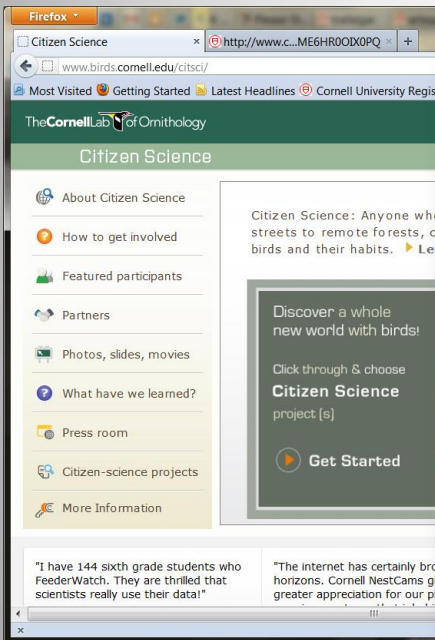 Firefox
Citizen Science
http://www.c...ME6HR0OIX0PQ
www.birds.cornell.edu/citsci/
Most Visited Getting Started Latest Headlines Cornell University Regis
TheCornellLab of Ornithology
Citizen Science
About Citizen Science
How to get involved
Featured participants
Partners
Photos, slides, movies
What have we learned?
Press room
Citizen-science projects
More Information
Citizen Science: Anyone who
streets to remote forests, c
birds and their habits. Le
Discover a whole
new world with birds!
Click through & choose
Citizen Science
project (s)
Get Started
"I have 144 sixth grade students who
FeederWatch. They are thrilled that
scientists really use their data!"
"The internet has certainly bro
horizons. Cornell NestCams g
greater appreciation for our p